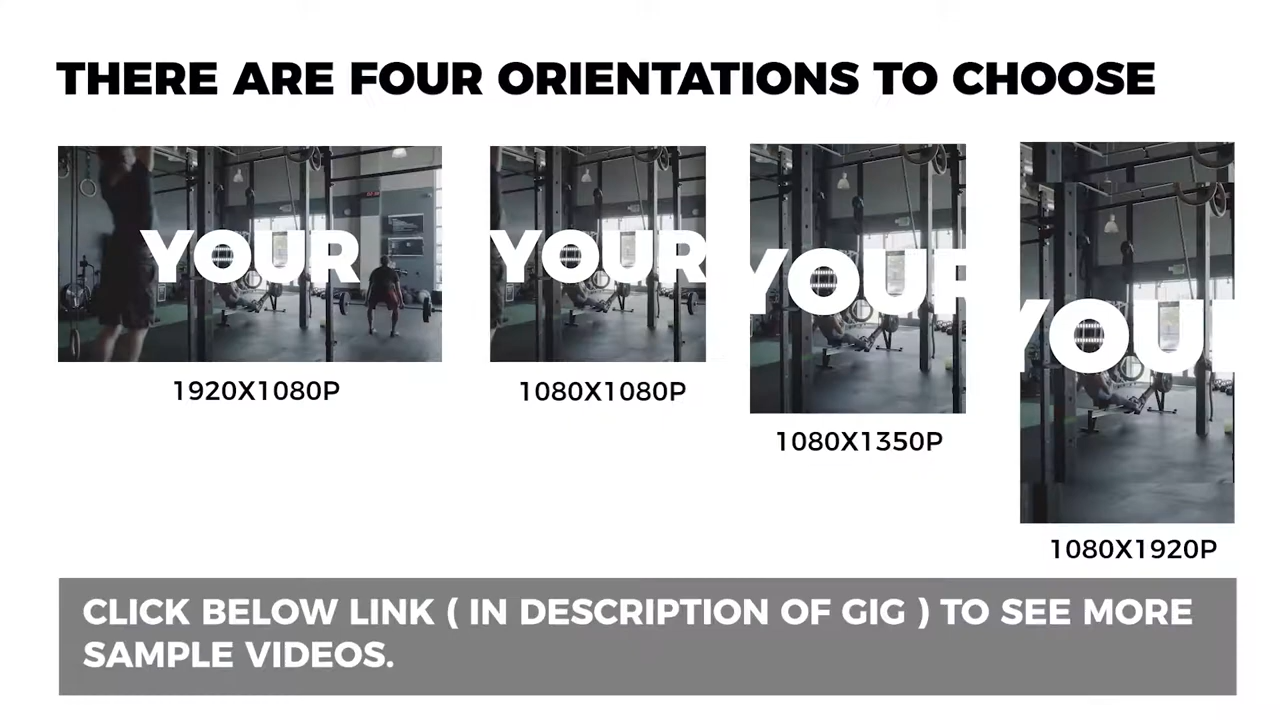 THERE ARE FOUR ORIENTATIONS TO CHOOSE
YOUR
1920X1080P
YOUR
1080X1080P
YOUR
1080X1350P
YOU
1080X1920P
CLICK BELOW LINK ( IN DESCRIPTION OF GIG ) TO SEE MORE
SAMPLE VIDEOS.